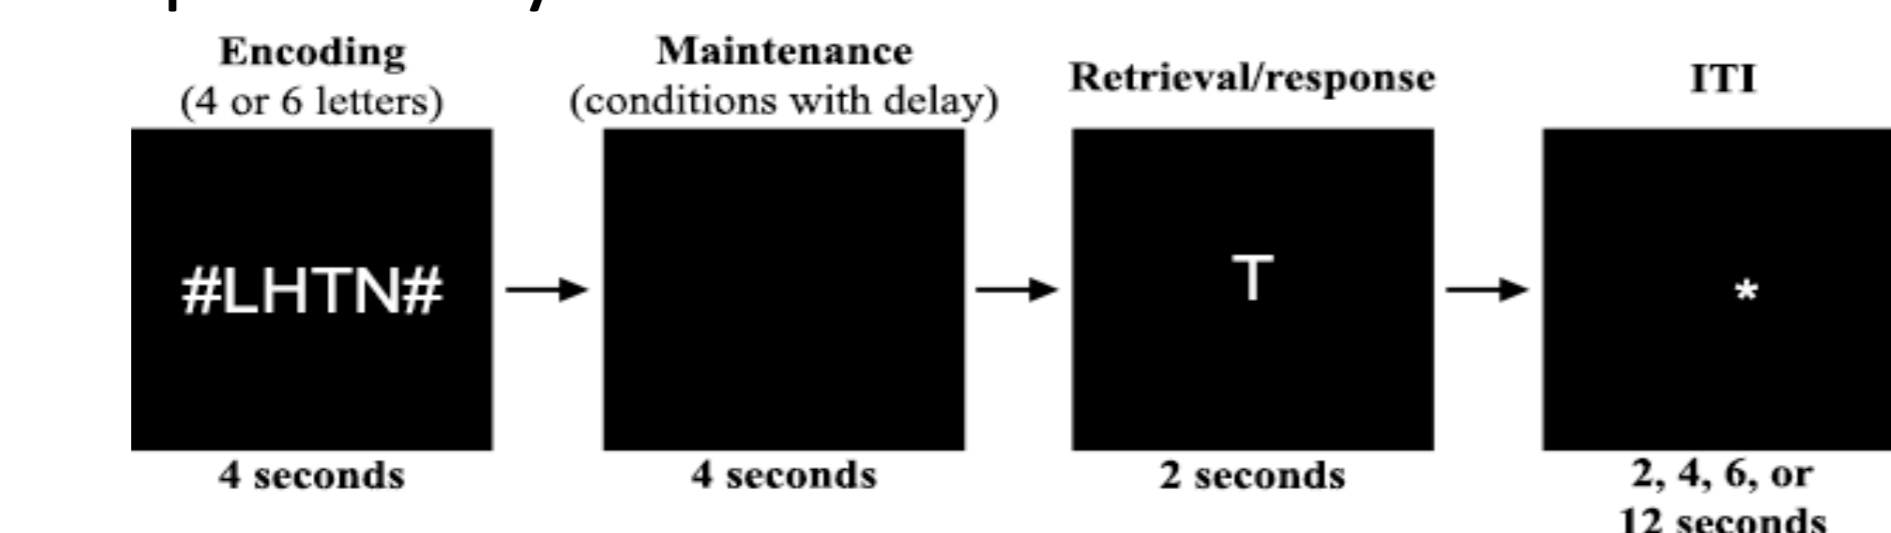 Encoding
(4 or 6 letters)
Maintenance
(conditions with delay)
Retrieval/response
ITI
#LHTN#
T
*
4 seconds
4 seconds
2 seconds
2, 4, 6, or
12 seconds